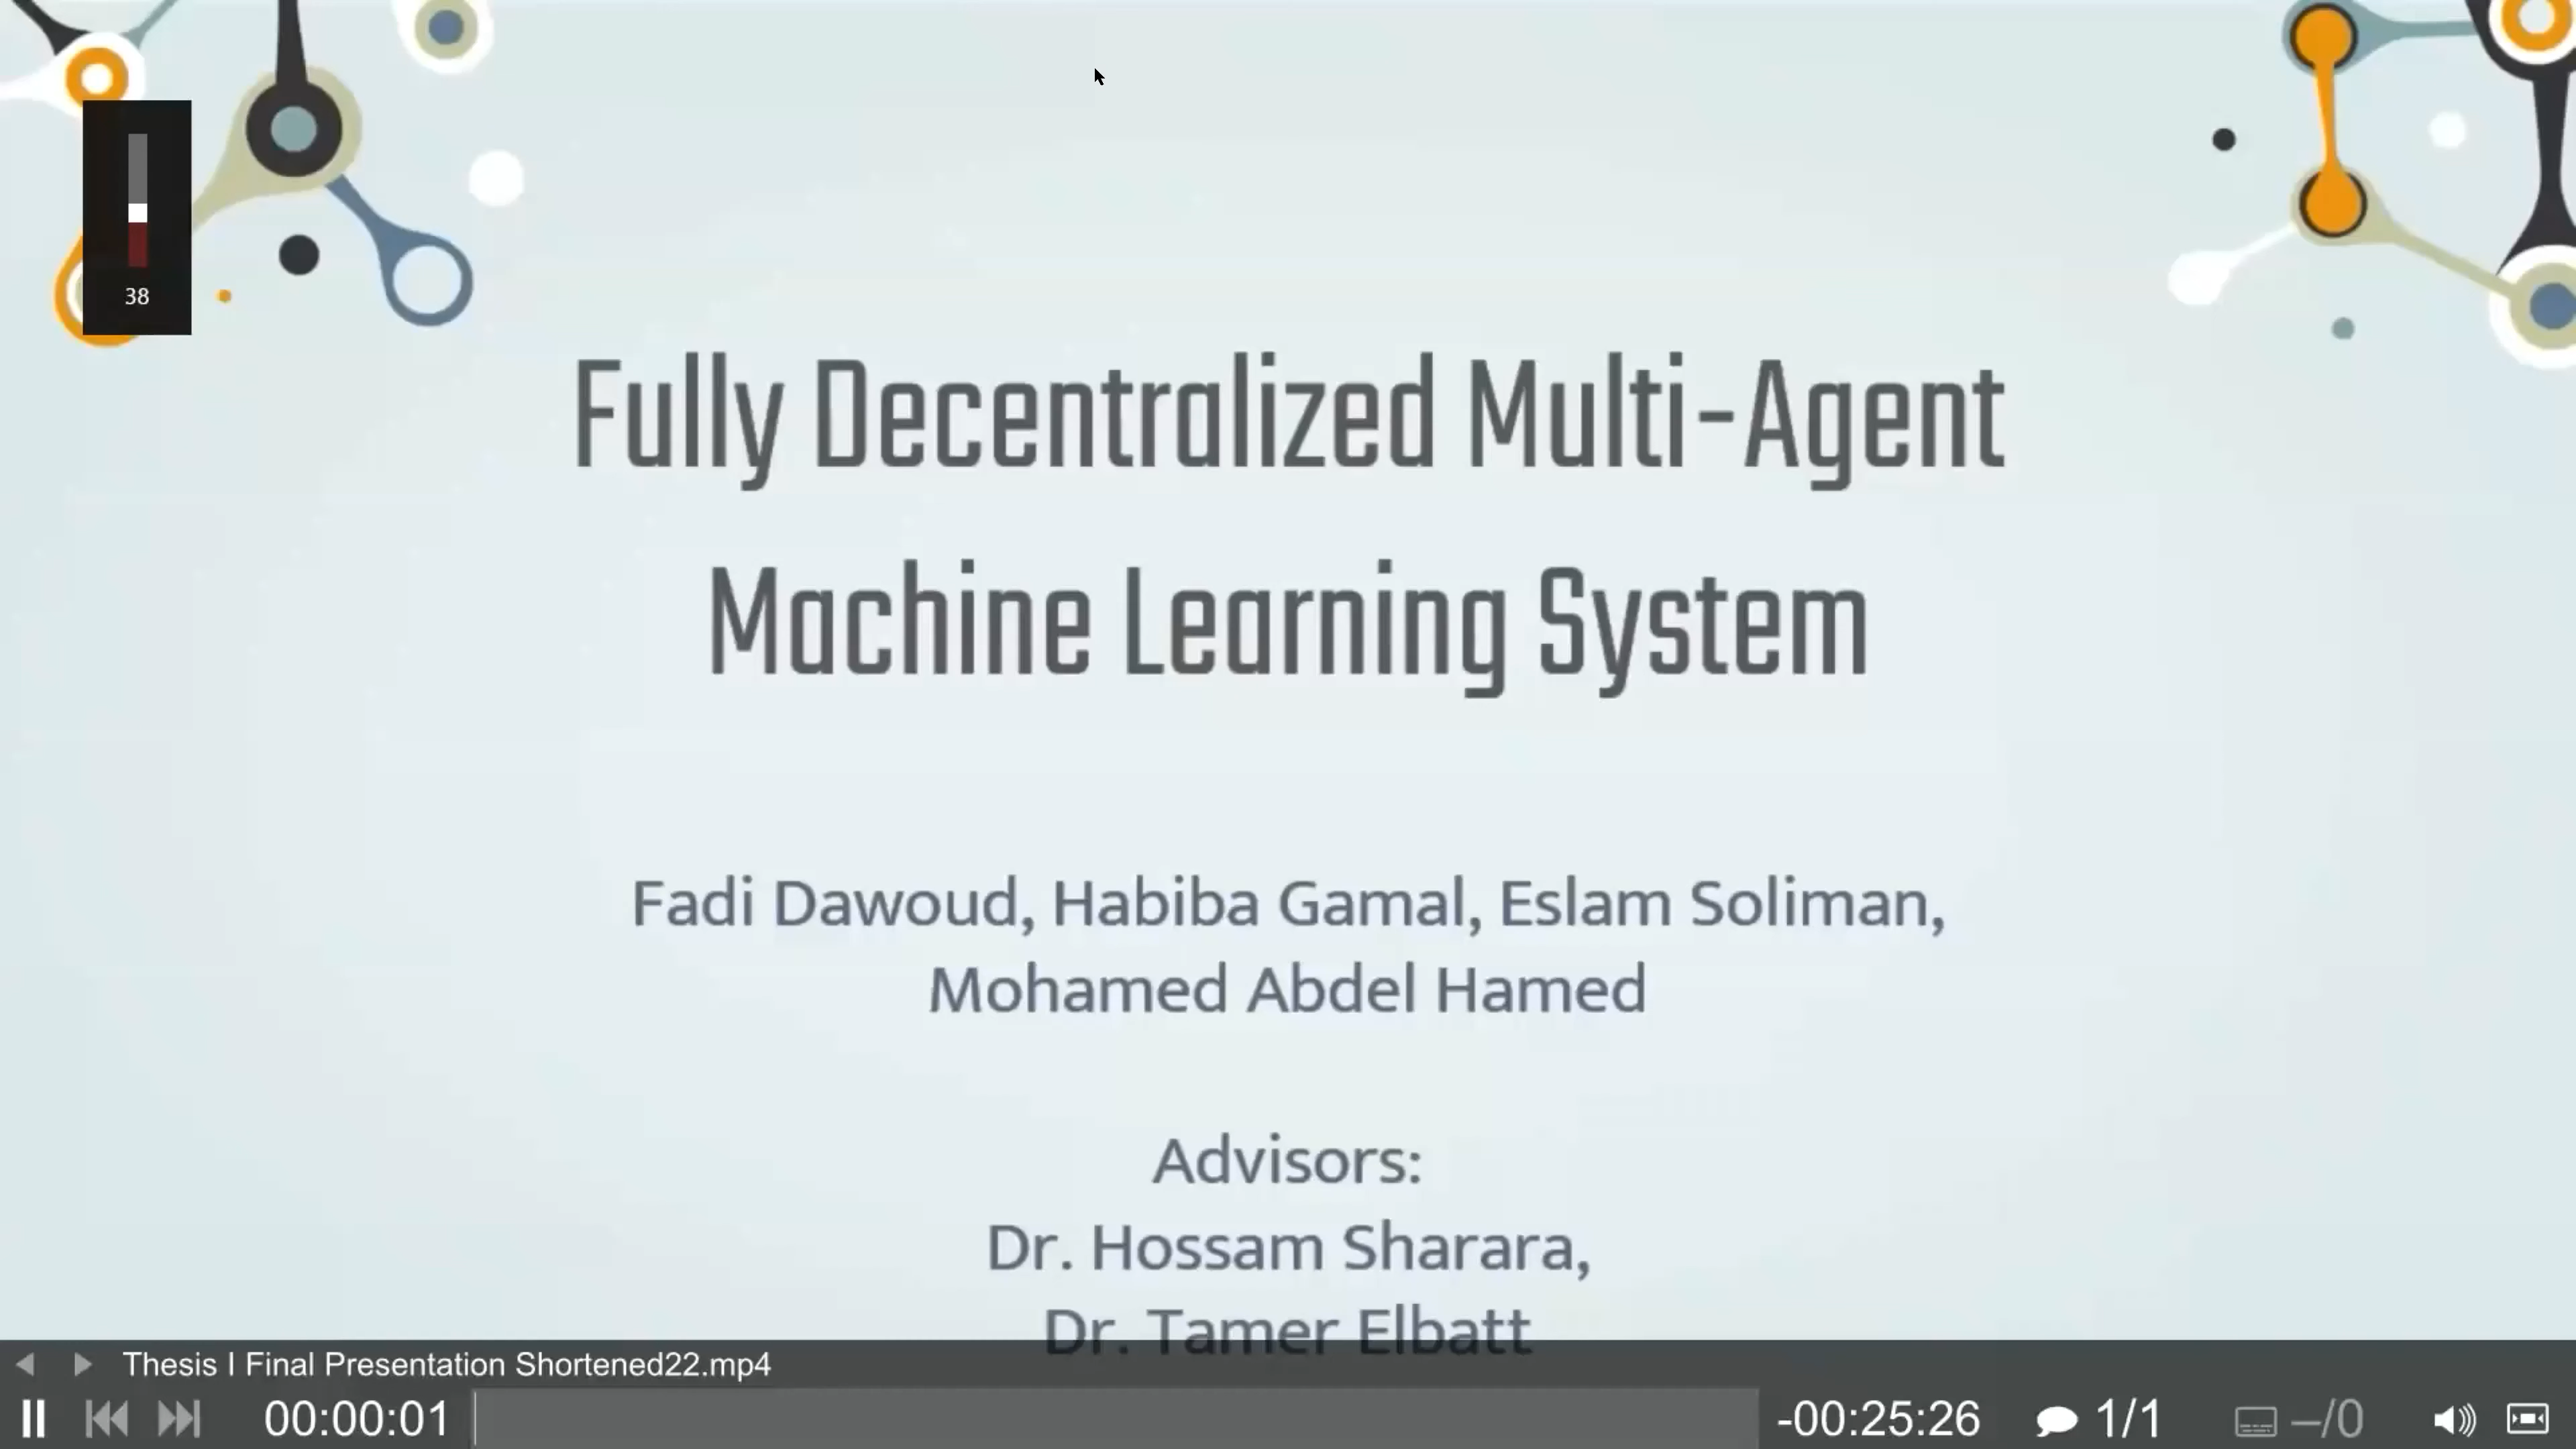 38
Fully Decentralized Multi-Agent
Machine Learning System
Fadi Dawoud, Habiba Gamal, Eslam Soliman,
Mohamed Abdel Hamed
Advisors:
Dr. Hossam Sharara,
Dr. Tamer Elbatt
Thesis I Final Presentation Shortened22.mp4
00:00:01 -00:25:26 1/1 –/0